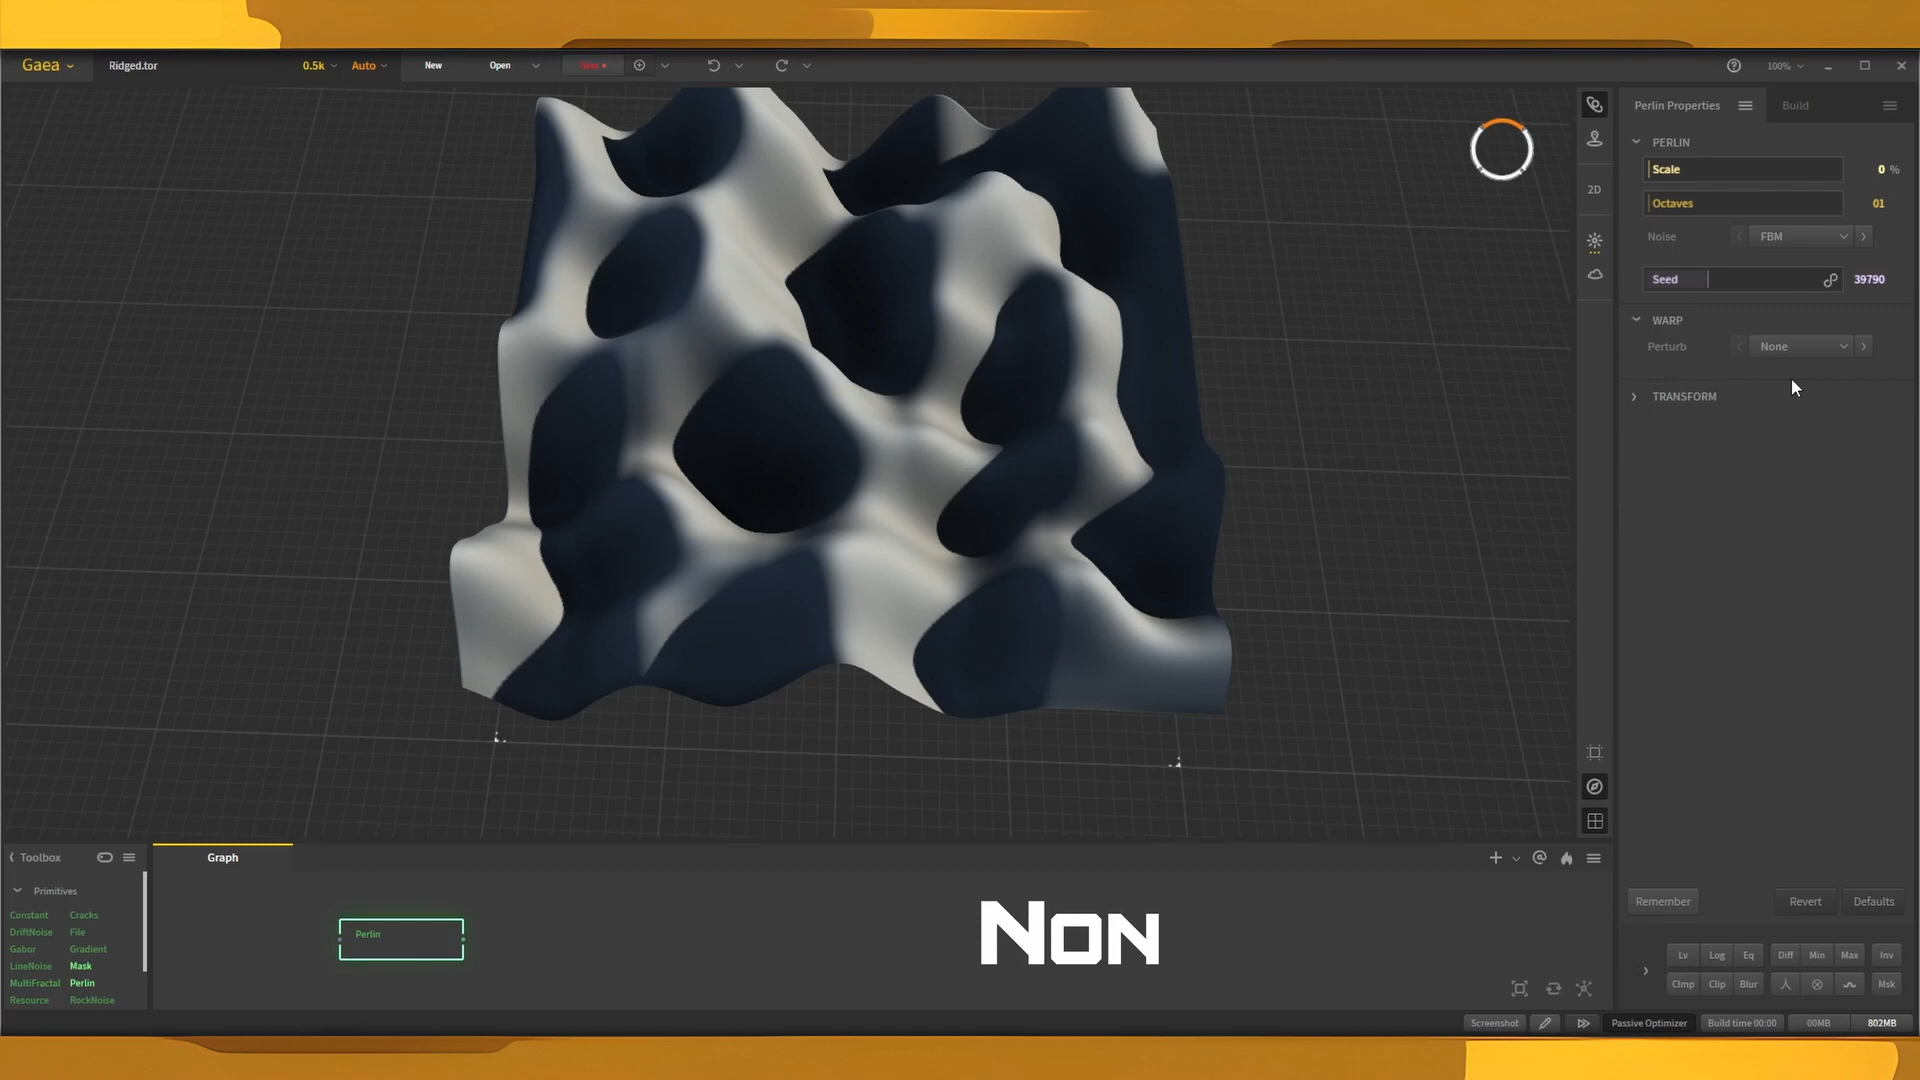 Gaea
Ridged.tor
0.5k
Auto
New
Open
100%
Perlin Properties
Build
PERLIN
Scale 0 %
Octaves 01
Noise FBM
Seed 39790
WARP
Perturb None
TRANSFORM
2D
Toolbox
Graph
Primitives
Constant Cracks
DriftNoise File
Gabor Gradient
LineNoise Mask
MultiFractal Perlin
Resource RockNoise
Perlin
Non
Remember Revert Defaults
Lv Log Eq Diff Min Max Inv
Clmp Clip Blur Msk
Screenshot Passive Optimizer Build time 00:00 00MB 802MB